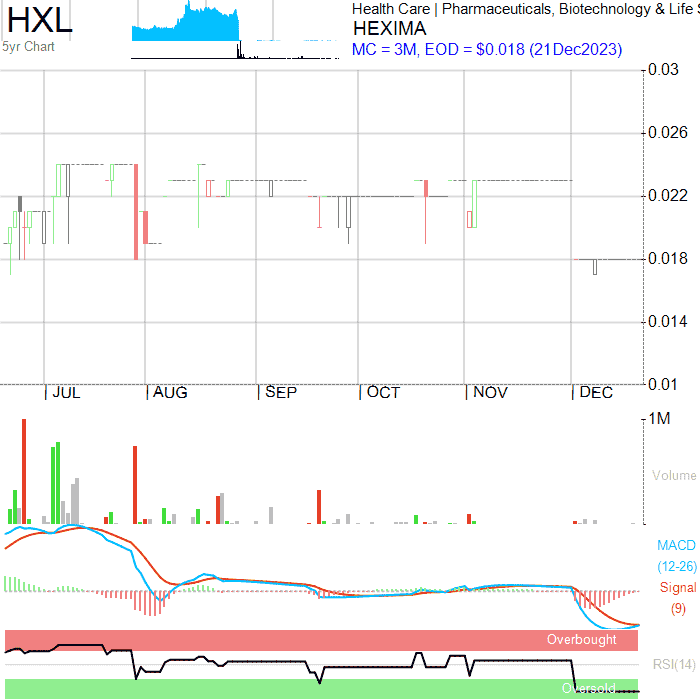 HXL
5yr Chart
Health Care | Pharmaceuticals, Biotechnology & Life
HEXIMA
MC = 3M, EOD = $0.018 (21Dec2023)
0.03
0.026
0.022
0.018
0.014
0.01
JUL AUG SEP OCT NOV DEC
1M
Volume
MACD
(12-26)
Signal
(9)
Overbought
RSI(14)
Oversold